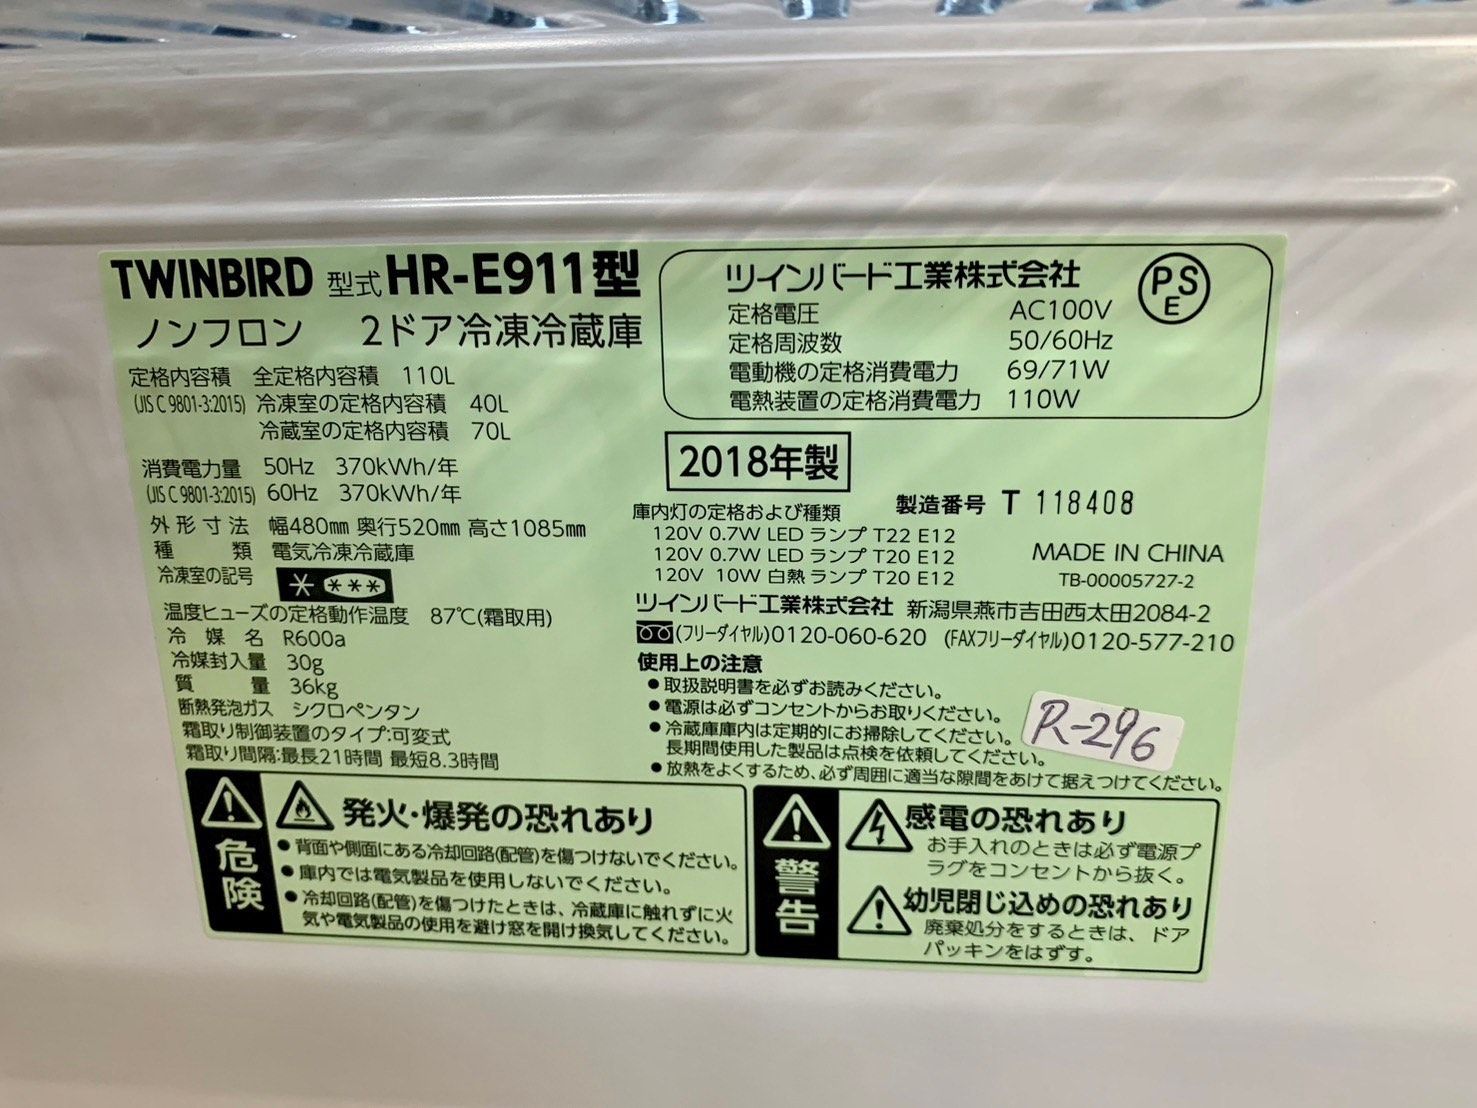 TWINBIRD 型式 HR-E911型
ノンフロン 2ドア冷凍冷蔵庫
定格内容積 全定格内容積 110L
(JIS C 9801-3:2015) 冷凍室の定格内容積 40L
冷蔵室の定格内容積 70L
消費電力量 50Hz 370kWh/年
(JIS C 9801-3:2015) 60Hz 370kWh/年
外形寸法 幅480mm 奥行520mm 高さ1085mm
種類 電気冷凍冷蔵庫
冷凍室の記号 * ***
温度ヒューズの定格動作温度 87℃(霜取用)
冷媒名 R600a
冷媒封入量 30g
質量 36kg
断熱発泡ガス シクロペンタン
霜取り制御装置のタイプ:可変式
霜取り間隔:最長21時間 最短8.3時間
ツインバード工業株式会社
PSE
定格電圧 AC100V
定格周波数 50/60Hz
電動機の定格消費電力 69/71W
電熱装置の定格消費電力 110W
2018年製
製造番号 T 118408
庫内灯の定格および種類
120V 0.7W LED ランプ T22 E12
120V 0.7W LED ランプ T20 E12
120V 10W 白熱 ランプ T20 E12
MADE IN CHINA
TB-00005727-2
ツインバード工業株式会社 新潟県燕市吉田西太田2084-2
(フリーダイヤル)0120-060-620 (FAXフリーダイヤル)0120-577-210
使用上の注意
●取扱説明書を必ずお読みください。
●電源は必ずコンセントからお取りください。
●冷蔵庫庫内は定期的にお掃除してください。
長期間使用した製品は点検を依頼してください。
●放熱をよくするため、必ず周囲に適当な隙間をあけて据えつけてください。
R-296
危険
発火・爆発の恐れあり
●背面や側面にある冷却回路(配管)を傷つけないでください。
●庫内では電気製品を使用しないでください。
●冷却回路(配管)を傷つけたときは、冷蔵庫に触れずに火
気や電気製品の使用を避け窓を開け換気してください。
警告
感電の恐れあり
お手入れのときは必ず電源プ
ラグをコンセントから抜く。
幼児閉じ込めの恐れあり
廃棄処分をするときは、ドア
パッキンをはずす。